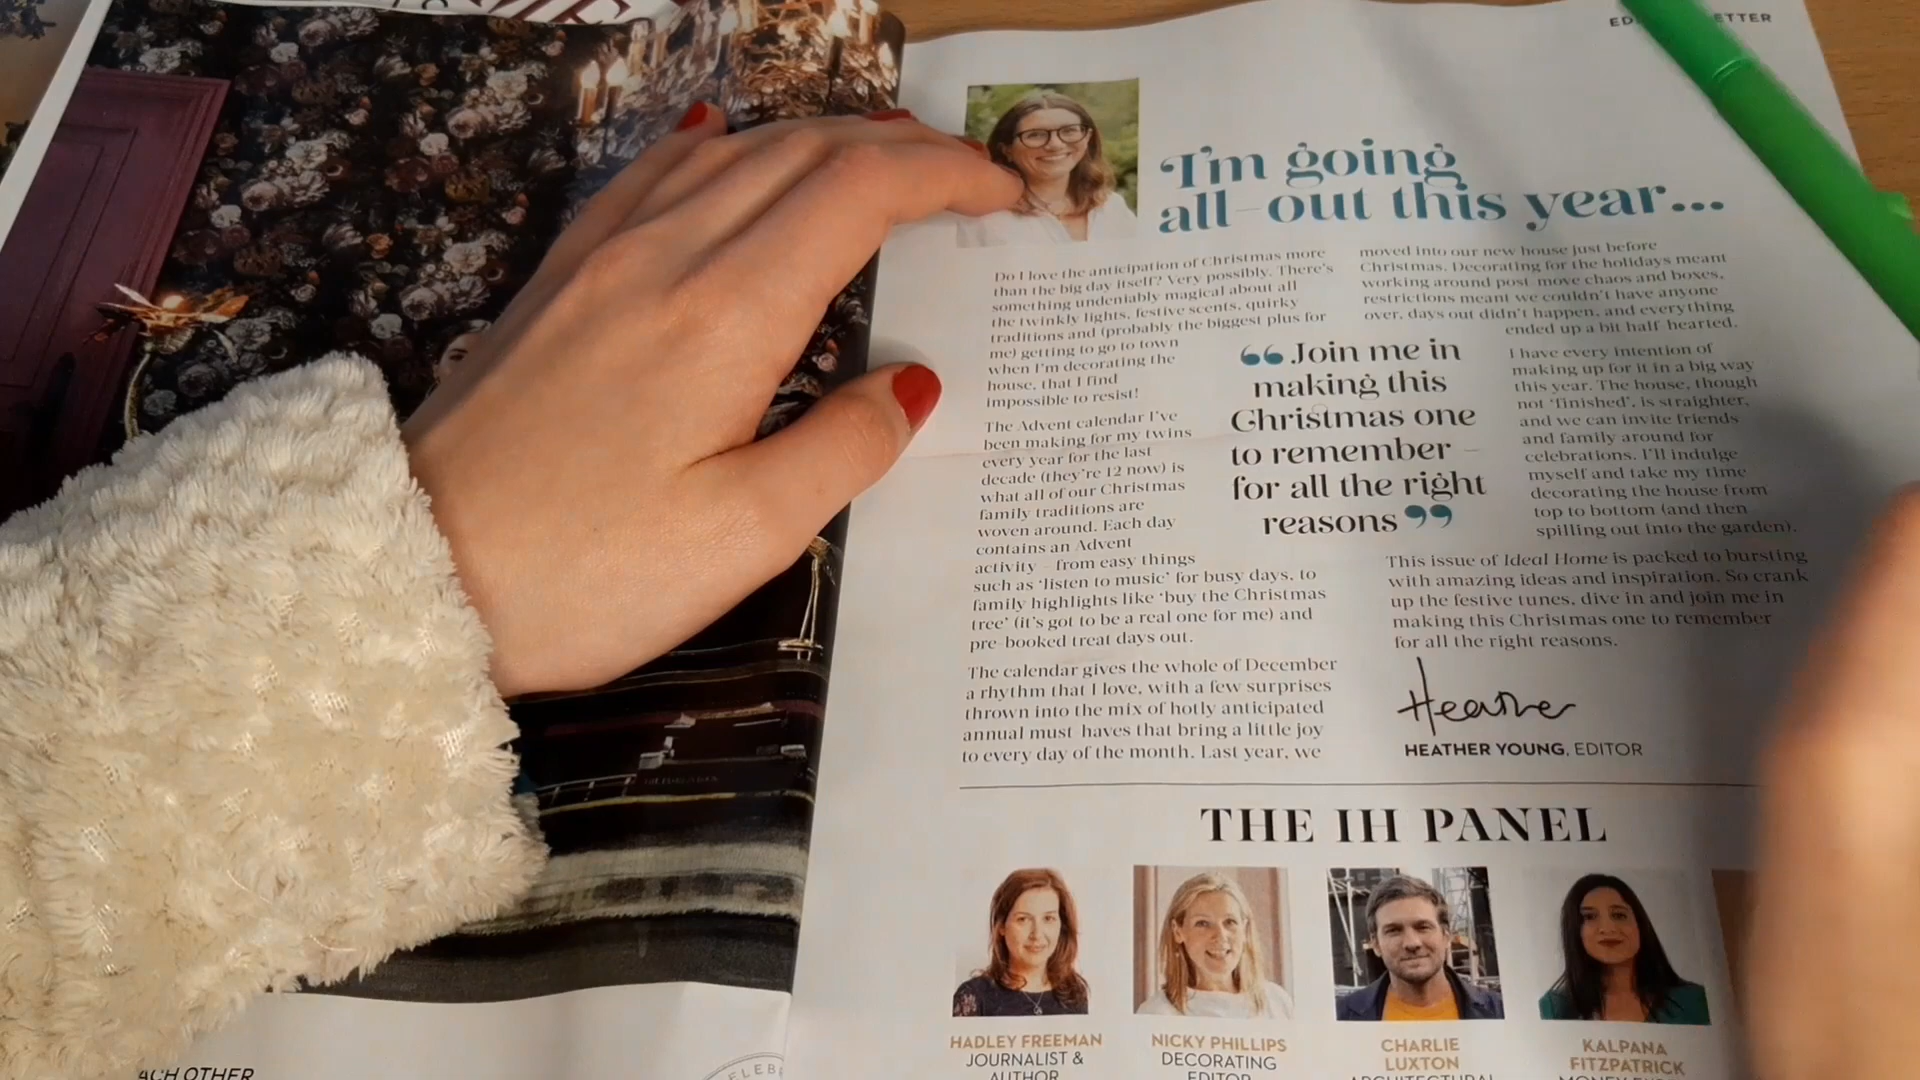 LETTER
I'm going
all-out this year...
Do I love the anticipation of Christmas more
than the big day itself? Very possibly. There's
something undeniably magical about all
the twinkly lights, festive scents, quirky
traditions and (probably the biggest plus for
me) getting to go to town
when I'm decorating the
house, that I find
impossible to resist!
The Advent calendar I've
been making for my twins
every year for the last
decade (they're 12 now) is
what all of our Christmas
family traditions are
woven around. Each day
contains an Advent
activity – from easy things
such as 'listen to music' for busy days, to
family highlights like 'buy the Christmas
tree' (it's got to be a real one for me) and
pre-booked treat days out.
The calendar gives the whole of December
a rhythm that I love, with a few surprises
thrown into the mix of hotly anticipated
annual must-haves that bring a little joy
to every day of the month. Last year, we
“Join me in
making this
Christmas one
to remember –
for all the right
reasons”
moved into our new house just before
Christmas. Decorating for the holidays meant
working around post-move chaos and boxes,
restrictions meant we couldn't have anyone
over, days out didn't happen, and everything
ended up a bit half-hearted.
I have every intention of
making up for it in a big way
this year. The house, though
not 'finished', is straighter,
and we can invite friends
and family around for
celebrations. I'll indulge
myself and take my time
decorating the house from
top to bottom (and then
spilling out into the garden).
This issue of Ideal Home is packed to bursting
with amazing ideas and inspiration. So crank
up the festive tunes, dive in and join me in
making this Christmas one to remember
for all the right reasons.
Heather
HEATHER YOUNG, EDITOR
THE IH PANEL
HADLEY FREEMAN
JOURNALIST &
AUTHOR
NICKY PHILLIPS
DECORATING
EDITOR
CHARLIE
LUXTON
ARCHITECTURAL
KALPANA
FITZPATRICK
MONEY
ACH OTHER
ELEB